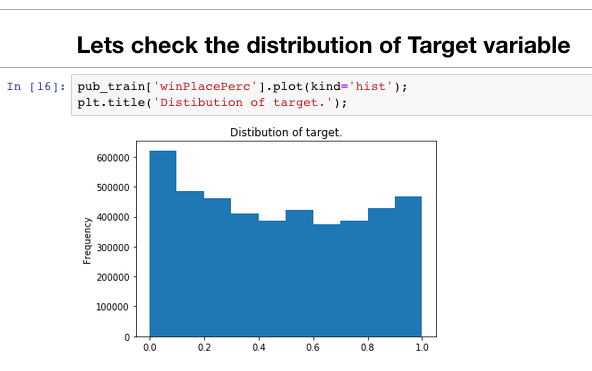 Lets check the distribution of Target variable
In [16]: pub_train['winPlacePerc'].plot(kind='hist');
plt.title('Distibution of target.');
Distibution of target.
600000
500000
400000
300000
200000
100000
0
Frequency
0.0 0.2 0.4 0.6 0.8 1.0